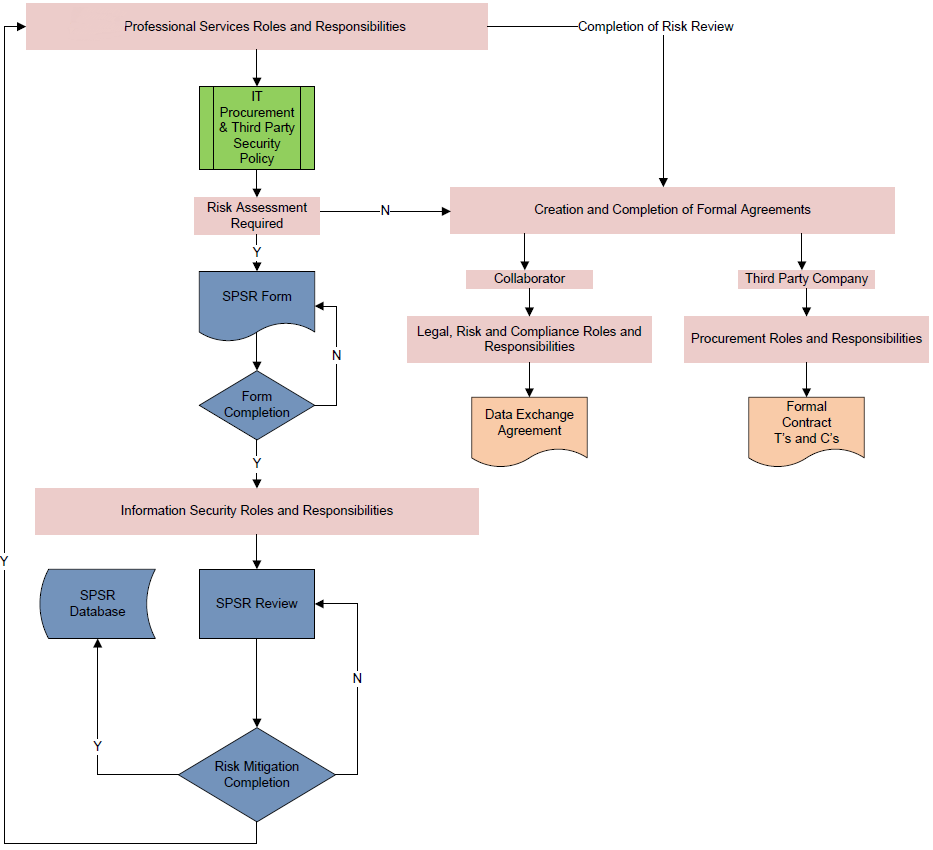 Professional Services Roles and Responsibilities
Completion of Risk Review
IT
Procurement
& Third Party
Security
Policy
Risk Assessment
Required
N
Creation and Completion of Formal Agreements
Y
SPSR Form
Collaborator
Third Party Company
Legal, Risk and Compliance Roles and
Responsibilities
Procurement Roles and Responsibilities
N
Form
Completion
Data Exchange
Agreement
Formal
Contract
T's and C's
Y
Information Security Roles and Responsibilities
Y
SPSR
Database
SPSR Review
N
Y
Risk Mitigation
Completion